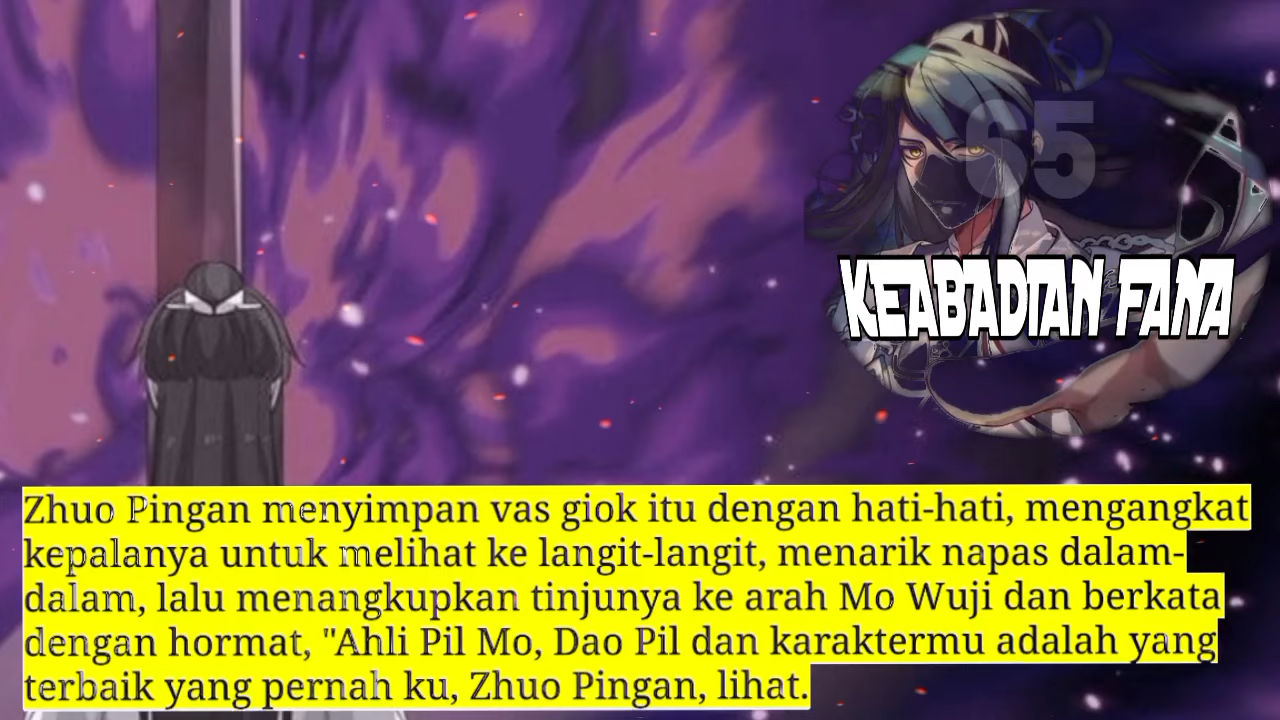 65
KEABADIAN FANA
Zhuo Pingan menyimpan vas giok itu dengan hati-hati, mengangkat
kepalanya untuk melihat ke langit-langit, menarik napas dalam-
dalam, lalu menangkupkan tinjunya ke arah Mo Wuji dan berkata
dengan hormat, "Ahli Pil Mo, Dao Pil dan karaktermu adalah yang
terbaik yang pernah ku, Zhuo Pingan, lihat.